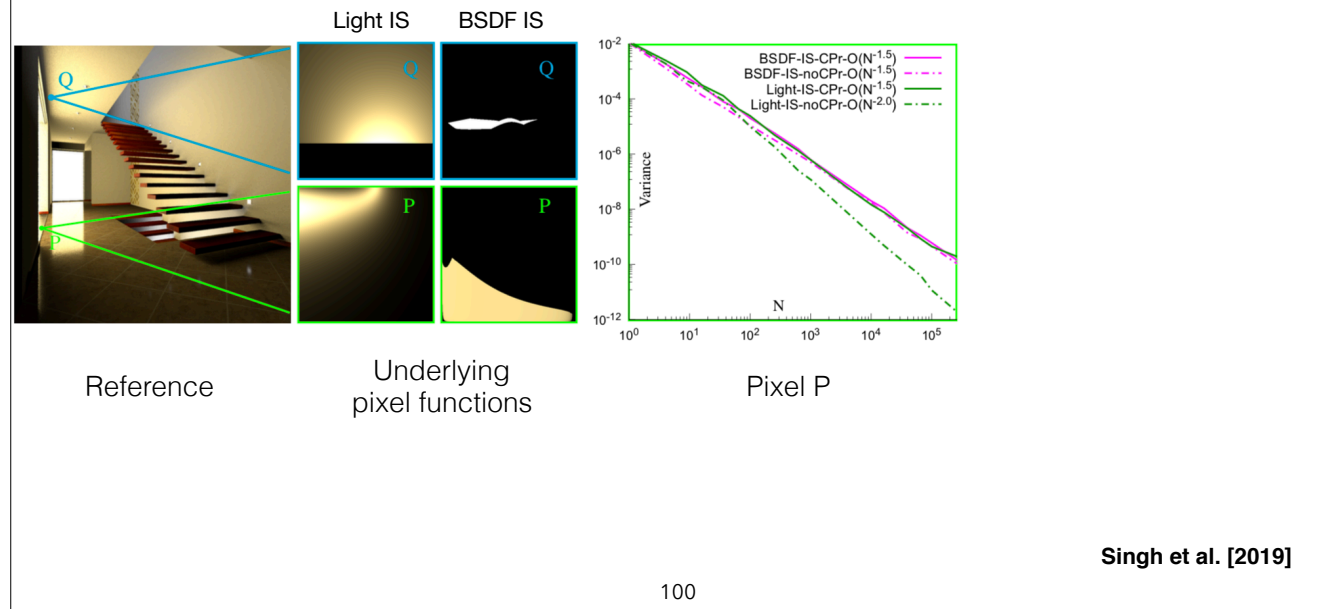 Light IS
BSDF IS
Q
P
Q
Q
P
P
10^-2
10^-4
10^-6
10^-8
10^-10
10^-12
Variance
BSDF-IS-CPr-O(N^-1.5)
BSDF-IS-noCPr-O(N^-1.5)
Light-IS-CPr-O(N^-1.5)
Light-IS-noCPr-O(N^-2.0)
N
10^0 10^1 10^2 10^3 10^4 10^5
Reference
Underlying
pixel functions
Pixel P
Singh et al. [2019]
100